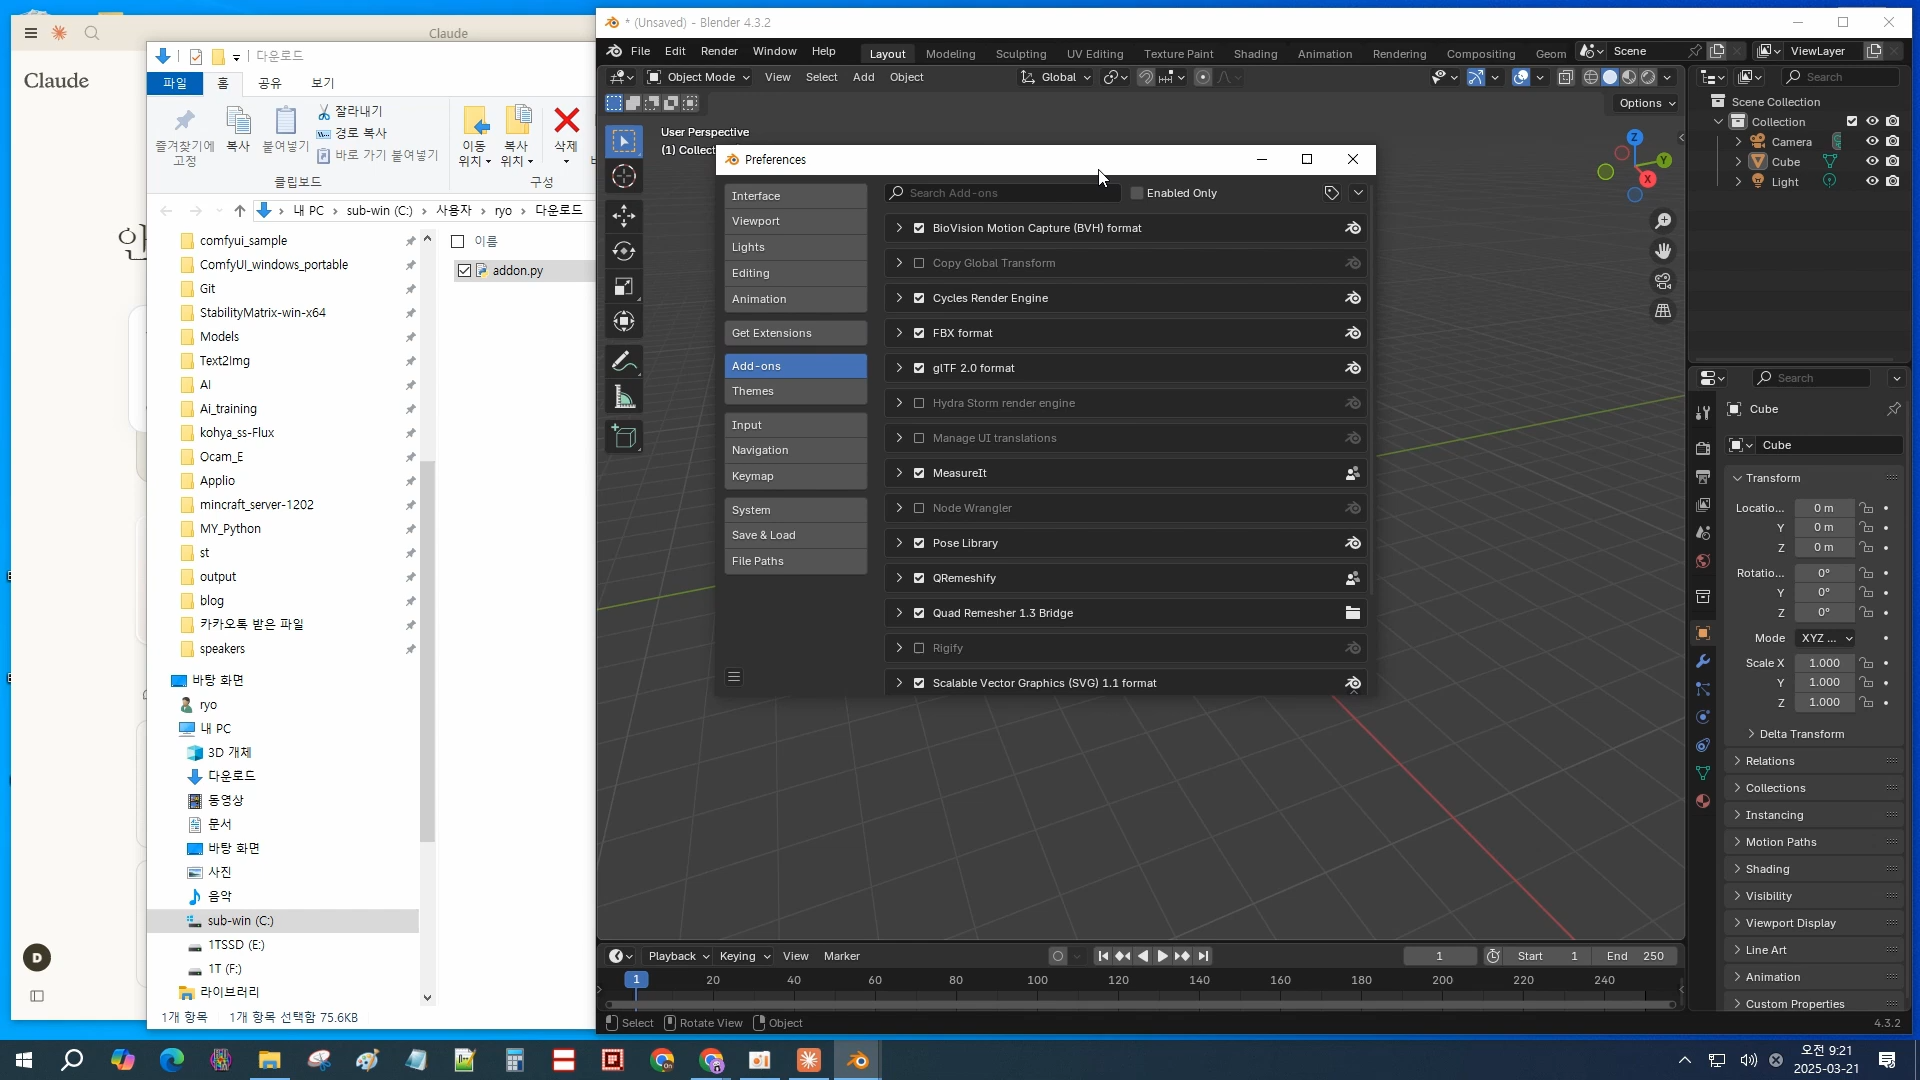 Claude
Claude
다운로드
파일
홈
공유
보기
즐겨찾기에
고정
복사
붙여넣기
잘라내기
경로 복사
바로 가기 붙여넣기
이동
위치
복사
위치
삭제
클립보드
구성
내 PC
sub-win (C:)
사용자
ryo
다운로드
이름
addon.py
comfyui_sample
ComfyUI_windows_portable
Git
StabilityMatrix-win-x64
Models
Text2Img
AI
Ai_training
kohya_ss-Flux
Ocam_E
Applio
mincraft_server-1202
MY_Python
st
output
blog
카카오톡 받은 파일
speakers
바탕 화면
ryo
내 PC
3D 개체
다운로드
동영상
문서
바탕 화면
사진
음악
sub-win (C:)
1TSSD (E:)
1T (F:)
라이브러리
1개 항목
1개 항목 선택함 75.6KB
D
* (Unsaved) - Blender 4.3.2
File Edit Render Window Help
Layout Modeling Sculpting UV Editing Texture Paint Shading Animation Rendering Compositing Geom
Scene
ViewLayer
Object Mode View Select Add Object
Global
Options
User Perspective
(1) Collect
Z
Y
X
Preferences
Interface
Viewport
Lights
Editing
Animation
Get Extensions
Add-ons
Themes
Input
Navigation
Keymap
System
Save & Load
File Paths
Search Add-ons
Enabled Only
BioVision Motion Capture (BVH) format
Copy Global Transform
Cycles Render Engine
FBX format
glTF 2.0 format
Hydra Storm render engine
Manage UI translations
MeasureIt
Node Wrangler
Pose Library
QRemeshify
Quad Remesher 1.3 Bridge
Rigify
Scalable Vector Graphics (SVG) 1.1 format
Search
Scene Collection
Collection
Camera
Cube
Light
Search
Cube
Cube
Transform
Locatio... 0 m
Y 0 m
Z 0 m
Rotatio... 0°
Y 0°
Z 0°
Mode XYZ ...
Scale X 1.000
Y 1.000
Z 1.000
Delta Transform
Relations
Collections
Instancing
Motion Paths
Shading
Visibility
Viewport Display
Line Art
Animation
Custom Properties
Playback Keying View Marker
1
Start 1
End 250
1 20 40 60 80 100 120 140 160 180 200 220 240
Select Rotate View Object
4.3.2
오전 9:21
2025-03-21